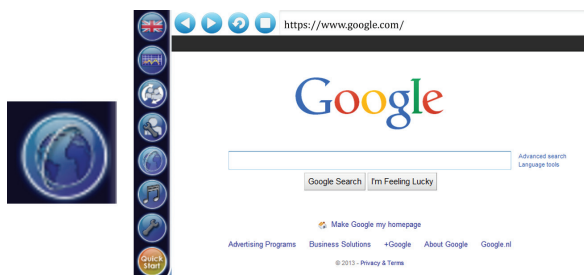 https://www.google.com/
Google
Advanced search
Language tools
Google Search I'm Feeling Lucky
Make Google my homepage
Advertising Programs Business Solutions +Google About Google Google.nl
© 2013 - Privacy & Terms
Quick
Start